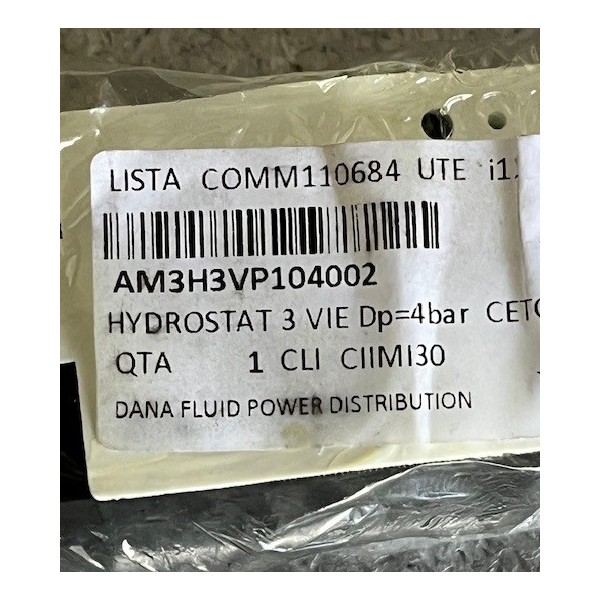 LISTA COMM110684 UTE
AM3H3VP104002
HYDROSTAT 3 VIE Dp=4bar
QTA 1 CLI CIIMI30
DANA FLUID POWER DISTRIBUTION